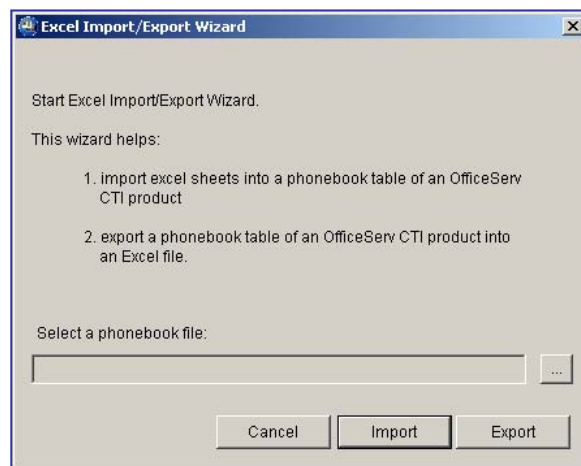 Excel Import/Export Wizard
Start Excel Import/Export Wizard.
This wizard helps:
1. import excel sheets into a phonebook table of an OfficeServ
CTI product
2. export a phonebook table of an OfficeServ CTI product into
an Excel file.
Select a phonebook file:
...
Cancel
Import
Export